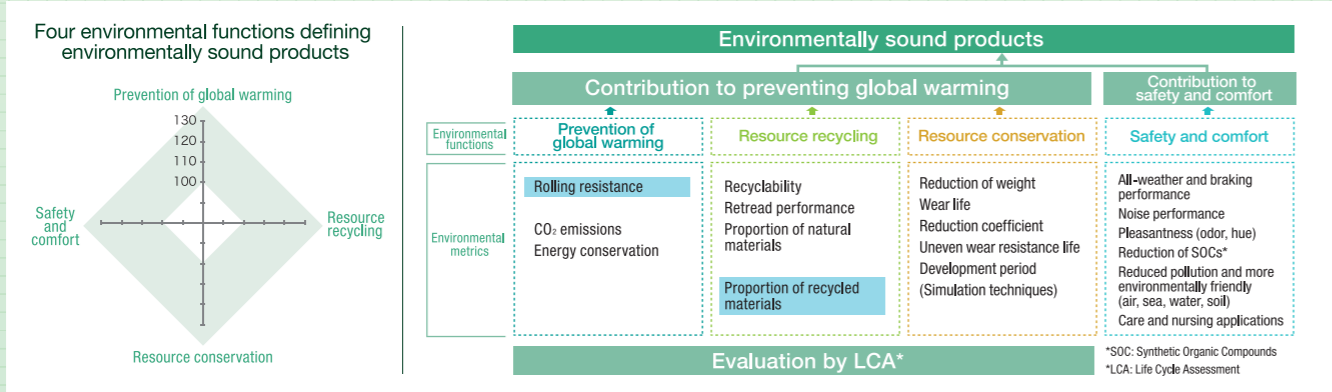 Four environmental functions defining
environmentally sound products
Prevention of global warming
130
120
110
100
Safety
and
comfort
Resource
recycling
Resource conservation
Environmentally sound products
Contribution to preventing global warming
Contribution to
safety and comfort
Environmental
functions
Prevention of
global warming
Resource recycling
Resource conservation
Safety and comfort
Environmental
metrics
Rolling resistance
CO₂ emissions
Energy conservation
Recyclability
Retread performance
Proportion of natural
materials
Proportion of recycled
materials
Reduction of weight
Wear life
Reduction coefficient
Uneven wear resistance life
Development period
(Simulation techniques)
All-weather and braking
performance
Noise performance
Pleasantness (odor, hue)
Reduction of SOCs*
Reduced pollution and more
environmentally friendly
(air, sea, water, soil)
Care and nursing applications
Evaluation by LCA*
*SOC: Synthetic Organic Compounds
*LCA: Life Cycle Assessment